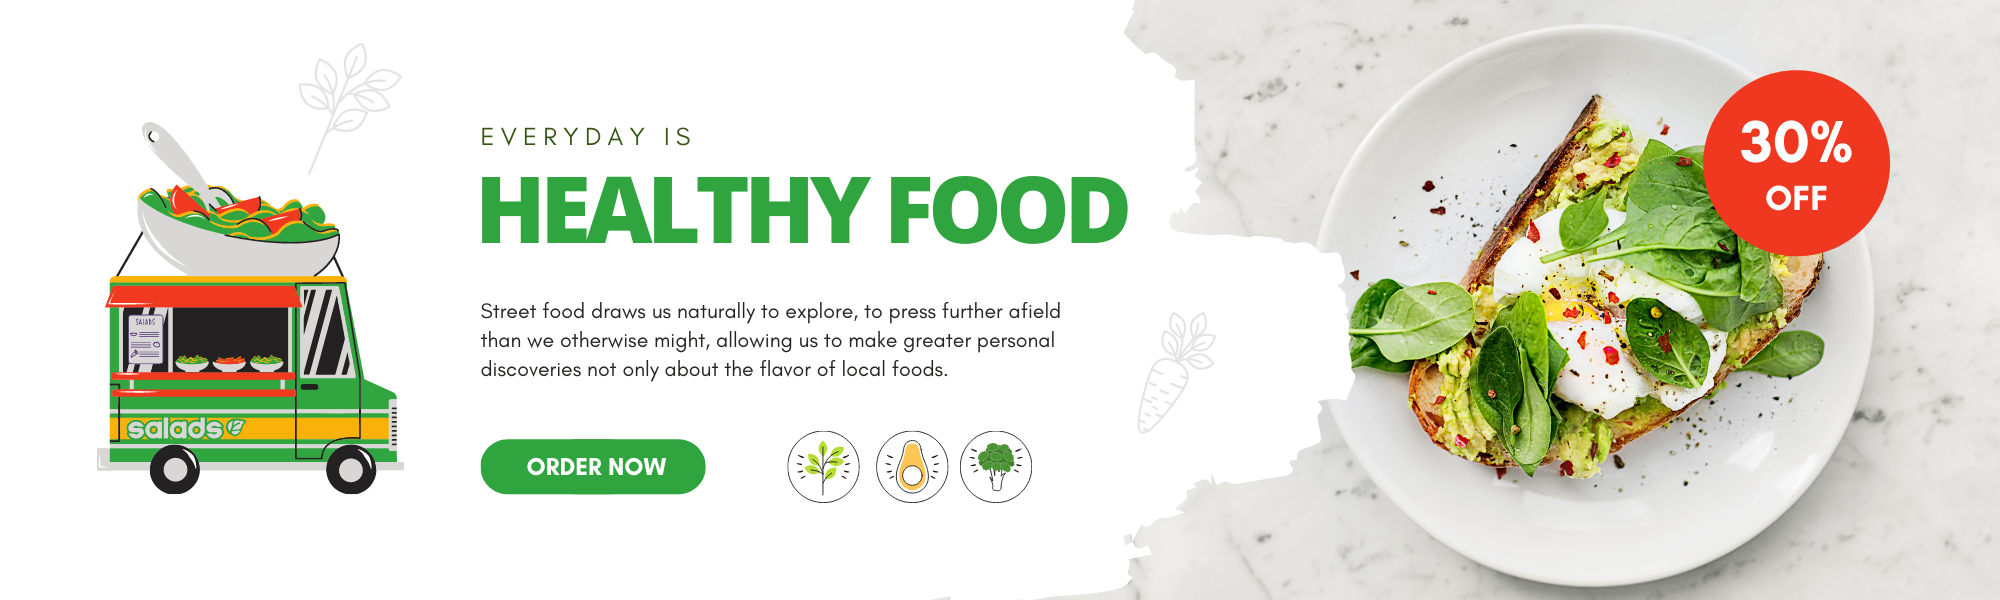 EVERYDAY IS
HEALTHY FOOD
Street food draws us naturally to explore, to press further afield
than we otherwise might, allowing us to make greater personal
discoveries not only about the flavor of local foods.
ORDER NOW
30%
OFF
SALADS
salads